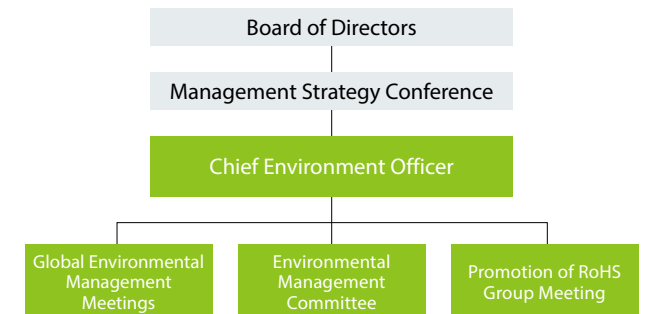 Board of Directors
Management Strategy Conference
Chief Environment Officer
Global Environmental
Management
Meetings
Environmental
Management
Committee
Promotion of RoHS
Group Meeting